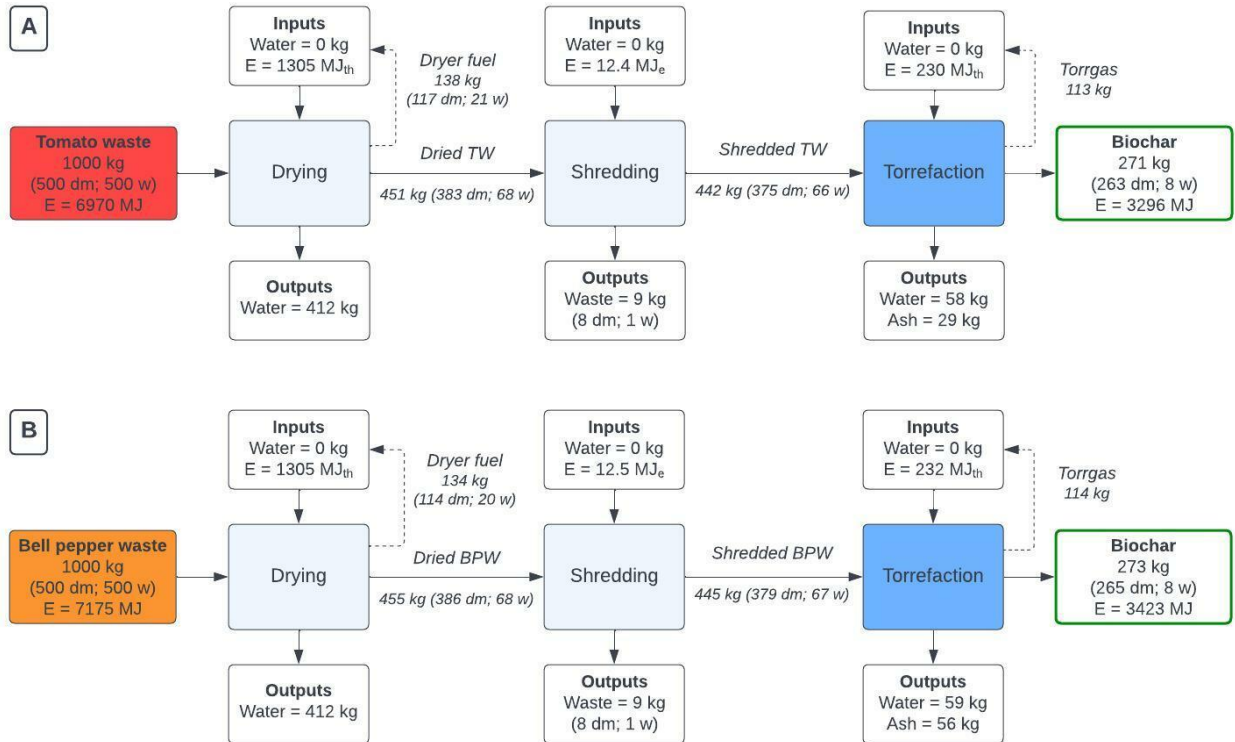 A
Inputs
Water = 0 kg
E = 1305 MJth
Dryer fuel
138 kg
(117 dm; 21 w)
Inputs
Water = 0 kg
E = 12.4 MJe
Inputs
Water = 0 kg
E = 230 MJth
Torrgas
113 kg
Tomato waste
1000 kg
(500 dm; 500 w)
E = 6970 MJ
Drying
Dried TW
451 kg (383 dm; 68 w)
Shredding
Shredded TW
442 kg (375 dm; 66 w)
Torrefaction
Biochar
271 kg
(263 dm; 8 w)
E = 3296 MJ
Outputs
Water = 412 kg
Outputs
Waste = 9 kg
(8 dm; 1 w)
Outputs
Water = 58 kg
Ash = 29 kg
B
Inputs
Water = 0 kg
E = 1305 MJth
Dryer fuel
134 kg
(114 dm; 20 w)
Inputs
Water = 0 kg
E = 12.5 MJe
Inputs
Water = 0 kg
E = 232 MJth
Torrgas
114 kg
Bell pepper waste
1000 kg
(500 dm; 500 w)
E = 7175 MJ
Drying
Dried BPW
455 kg (386 dm; 68 w)
Shredding
Shredded BPW
445 kg (379 dm; 67 w)
Torrefaction
Biochar
273 kg
(265 dm; 8 w)
E = 3423 MJ
Outputs
Water = 412 kg
Outputs
Waste = 9 kg
(8 dm; 1 w)
Outputs
Water = 59 kg
Ash = 56 kg